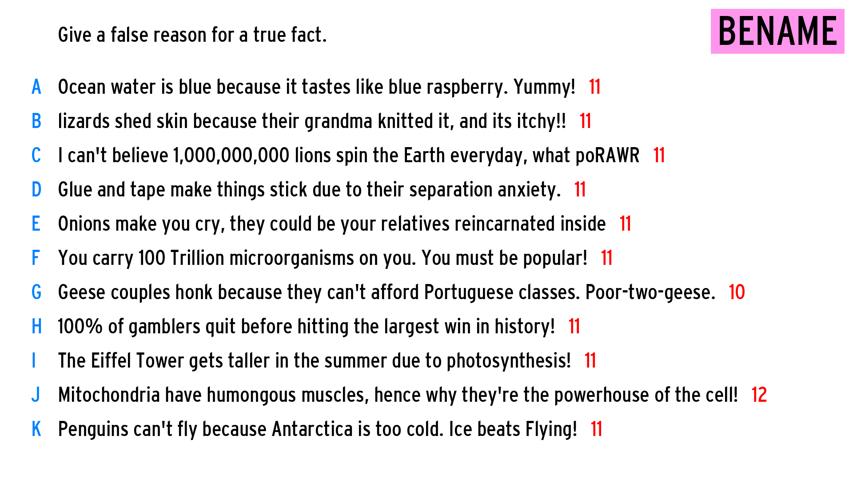 Give a false reason for a true fact.
BENAME
A Ocean water is blue because it tastes like blue raspberry. Yummy! 11
B lizards shed skin because their grandma knitted it, and its itchy!! 11
C I can't believe 1,000,000,000 lions spin the Earth everyday, what poRAWR 11
D Glue and tape make things stick due to their separation anxiety. 11
E Onions make you cry, they could be your relatives reincarnated inside 11
F You carry 100 Trillion microorganisms on you. You must be popular! 11
G Geese couples honk because they can't afford Portuguese classes. Poor-two-geese. 10
H 100% of gamblers quit before hitting the largest win in history! 11
I The Eiffel Tower gets taller in the summer due to photosynthesis! 11
J Mitochondria have humongous muscles, hence why they're the powerhouse of the cell! 12
K Penguins can't fly because Antarctica is too cold. Ice beats Flying! 11